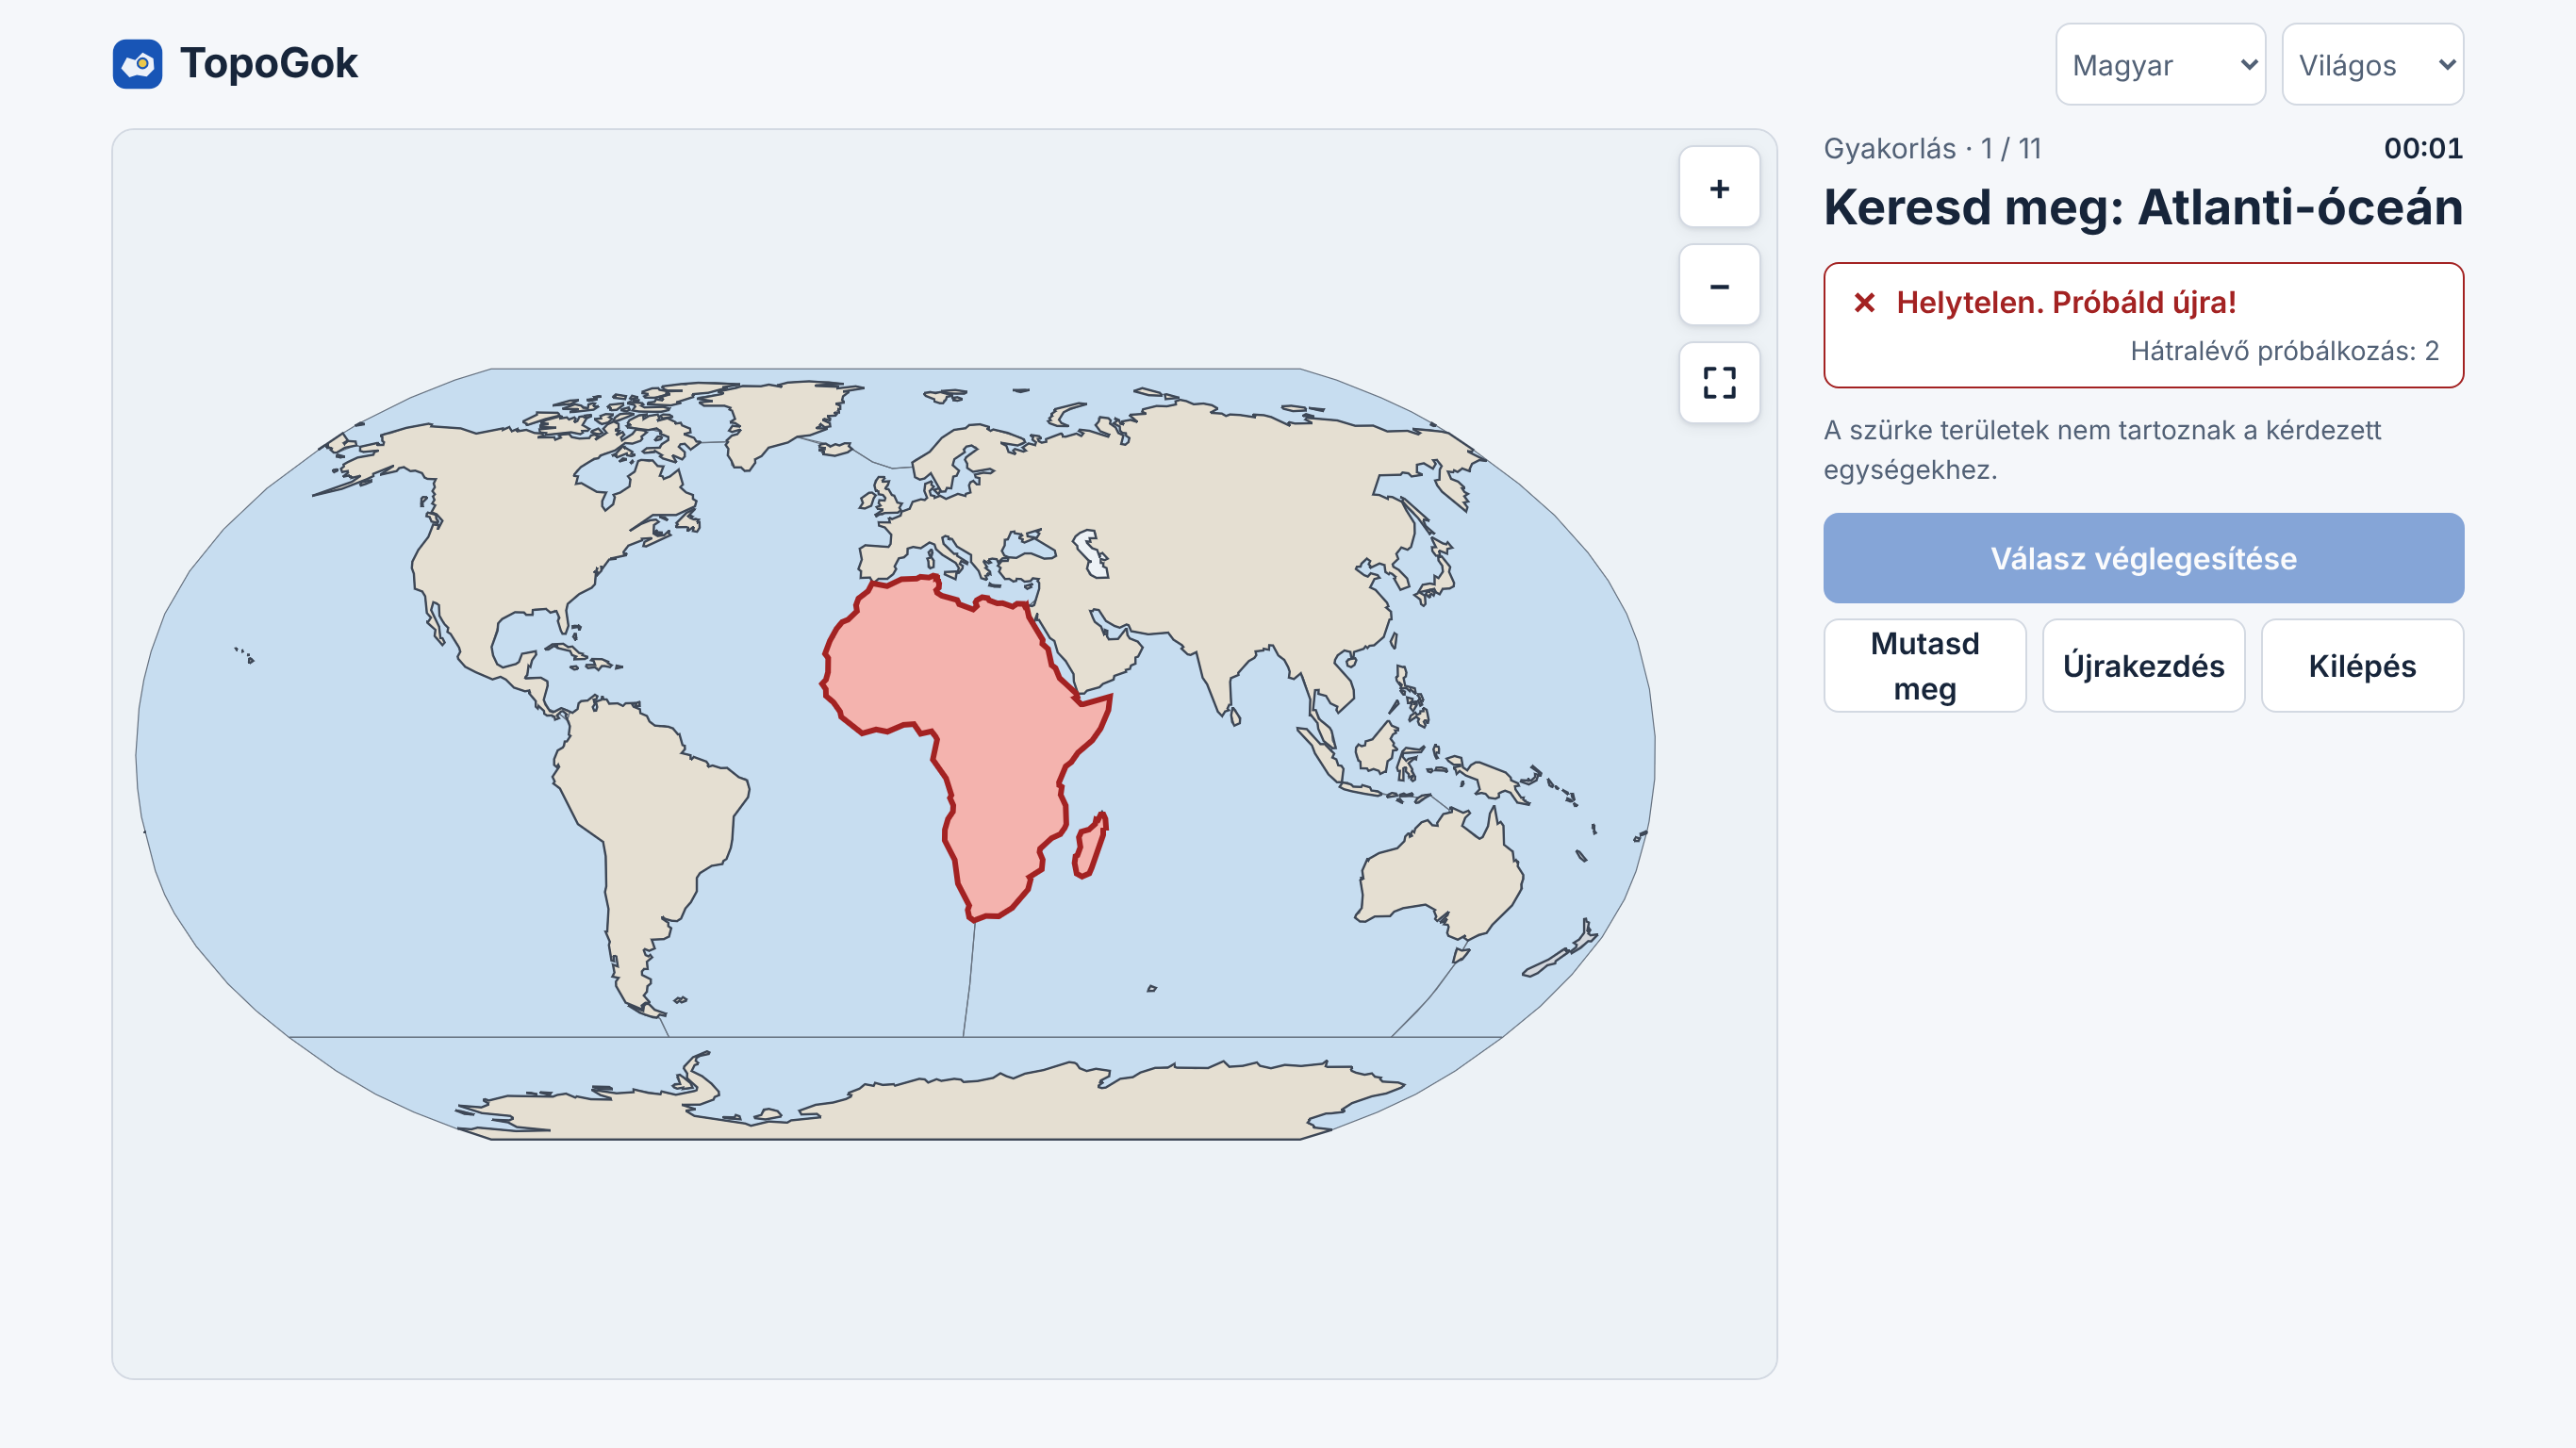 TopoGok
Magyar
Világos
+
−
Gyakorlás · 1 / 11
00:01
Keresd meg: Atlanti-óceán
✕ Helytelen. Próbáld újra!
Hátralévő próbálkozás: 2
A szürke területek nem tartoznak a kérdezett
egységekhez.
Válasz véglegesítése
Mutasd
meg
Újrakezdés
Kilépés